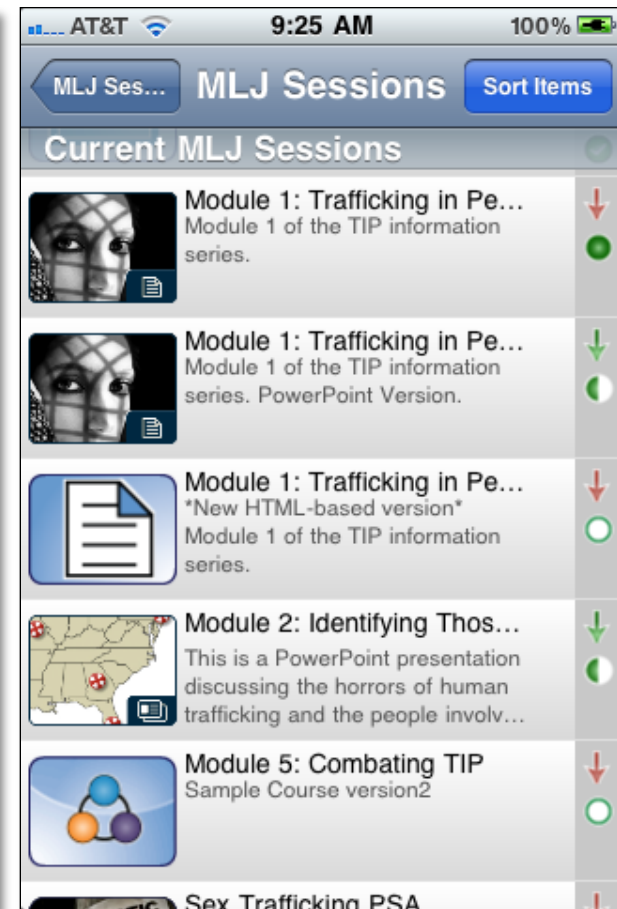 AT&T 9:25 AM 100%
MLJ Ses... MLJ Sessions Sort Items
Current MLJ Sessions
Module 1: Trafficking in Pe...
Module 1 of the TIP information
series.
Module 1: Trafficking in Pe...
Module 1 of the TIP information
series. PowerPoint Version.
Module 1: Trafficking in Pe...
*New HTML-based version*
Module 1 of the TIP information
series.
Module 2: Identifying Thos...
This is a PowerPoint presentation
discussing the horrors of human
trafficking and the people involv...
Module 5: Combating TIP
Sample Course version2
Sex Trafficking PSA